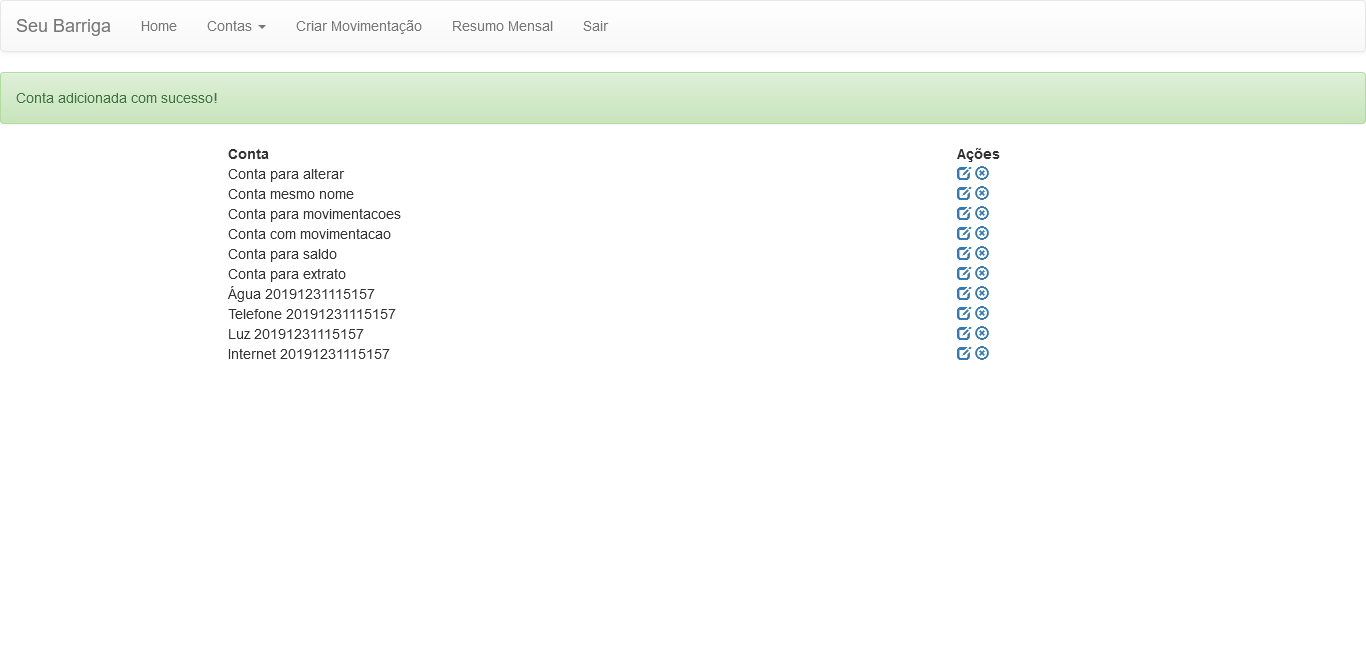 Seu Barriga Home Contas Criar Movimentação Resumo Mensal Sair
Conta adicionada com sucesso!
Conta Ações
Conta para alterar
Conta mesmo nome
Conta para movimentacoes
Conta com movimentacao
Conta para saldo
Conta para extrato
Água 20191231115157
Telefone 20191231115157
Luz 20191231115157
Internet 20191231115157